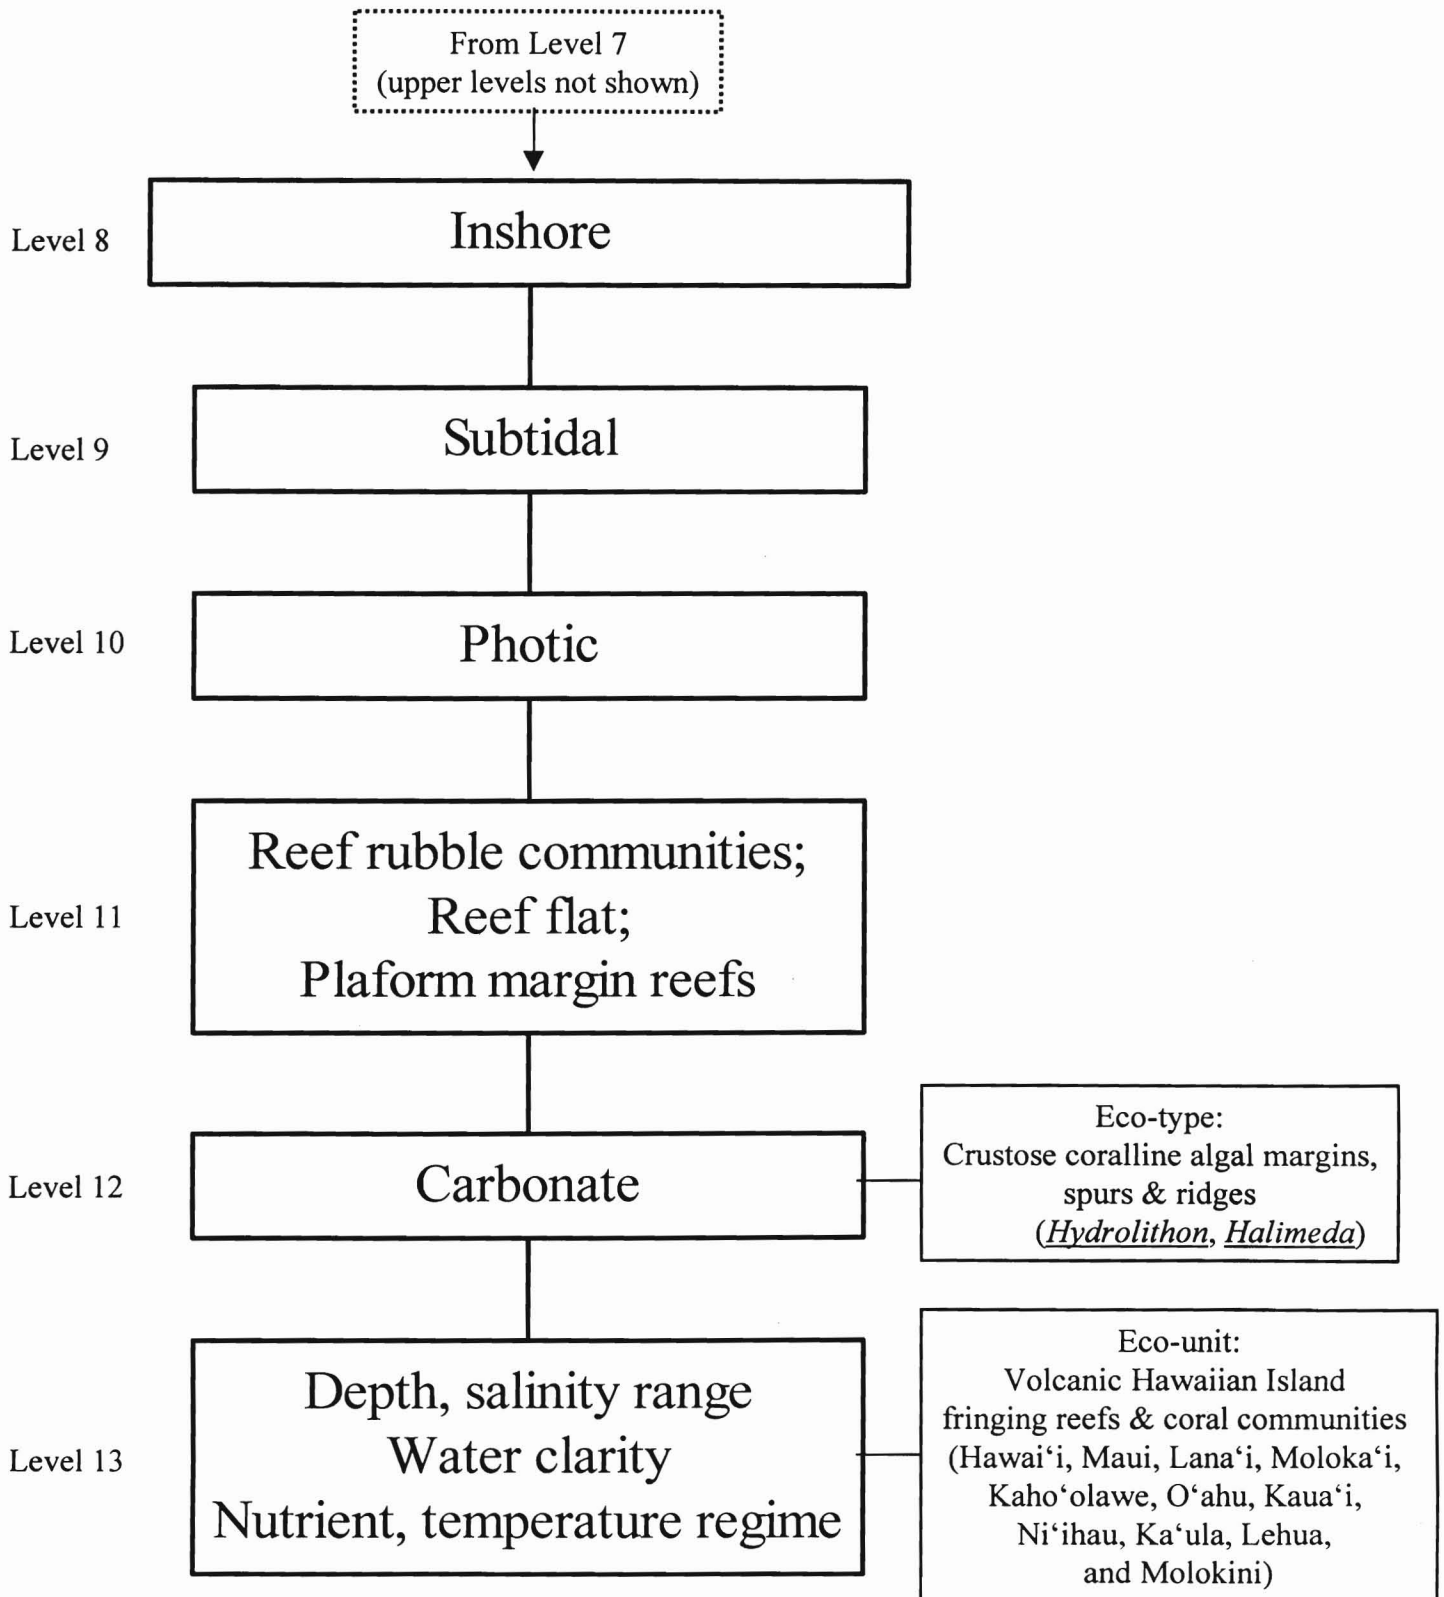 From Level 7
(upper levels not shown)
Level 8
Inshore
Level 9
Subtidal
Level 10
Photic
Level 11
Reef rubble communities;
Reef flat;
Plaform margin reefs
Level 12
Carbonate
Eco-type:
Crustose coralline algal margins,
spurs & ridges
(Hydrolithon, Halimeda)
Level 13
Depth, salinity range
Water clarity
Nutrient, temperature regime
Eco-unit:
Volcanic Hawaiian Island
fringing reefs & coral communities
(Hawai‘i, Maui, Lana‘i, Moloka‘i,
Kaho‘olawe, O‘ahu, Kaua‘i,
Ni‘ihau, Ka‘ula, Lehua,
and Molokini)